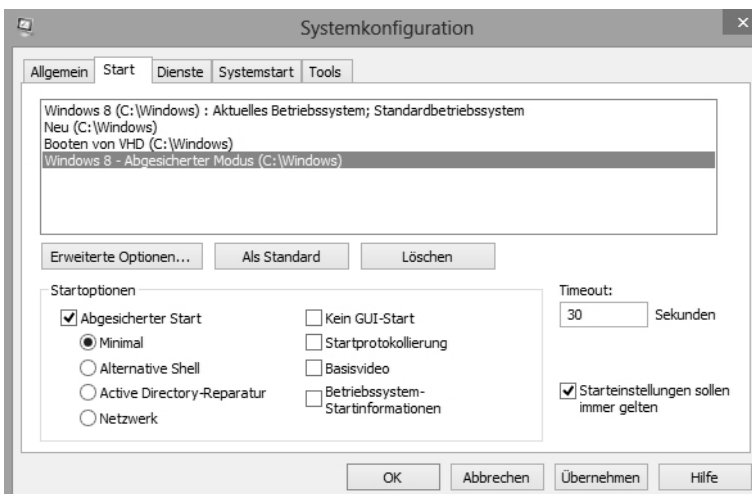 Systemkonfiguration
Allgemein
Start
Dienste
Systemstart
Tools
Windows 8 (C:\Windows) : Aktuelles Betriebssystem; Standardbetriebssystem
Neu (C:\Windows)
Booten von VHD (C:\Windows)
Windows 8 - Abgesicherter Modus (C:\Windows)
Erweiterte Optionen...
Als Standard
Löschen
Startoptionen
Abgesicherter Start
Minimal
Alternative Shell
Active Directory-Reparatur
Netzwerk
Kein GUI-Start
Startprotokollierung
Basisvideo
Betriebssystem-
Startinformationen
Timeout:
30 Sekunden
Starteinstellungen sollen
immer gelten
OK
Abbrechen
Übernehmen
Hilfe